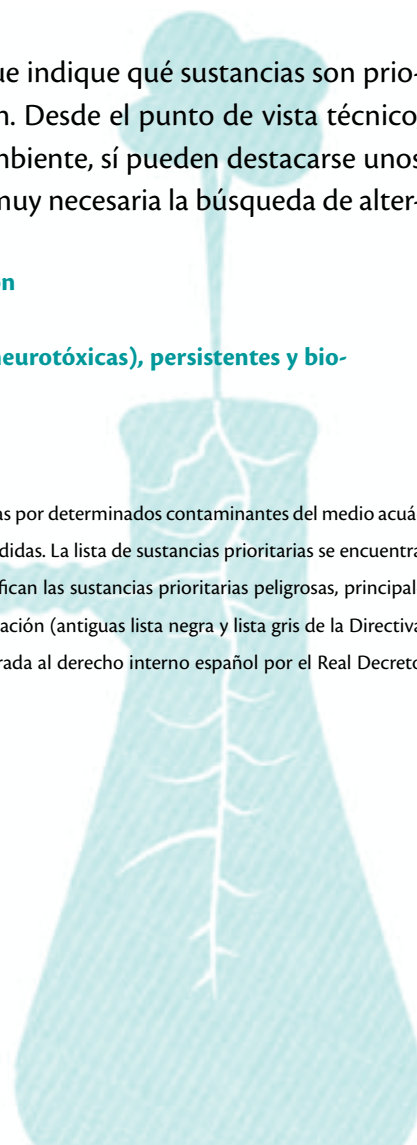 ue indique qué sustancias son prio-
n. Desde el punto de vista técnico
nbiente, sí pueden destacarse unos
muy necesaria la búsqueda de alter-
ón
neurotóxicas), persistentes y bio-
as por determinados contaminantes del medio acuá
didas. La lista de sustancias prioritarias se encuentra
fican las sustancias prioritarias peligrosas, principal
ación (antiguas lista negra y lista gris de la Directiva
rada al derecho interno español por el Real Decreto